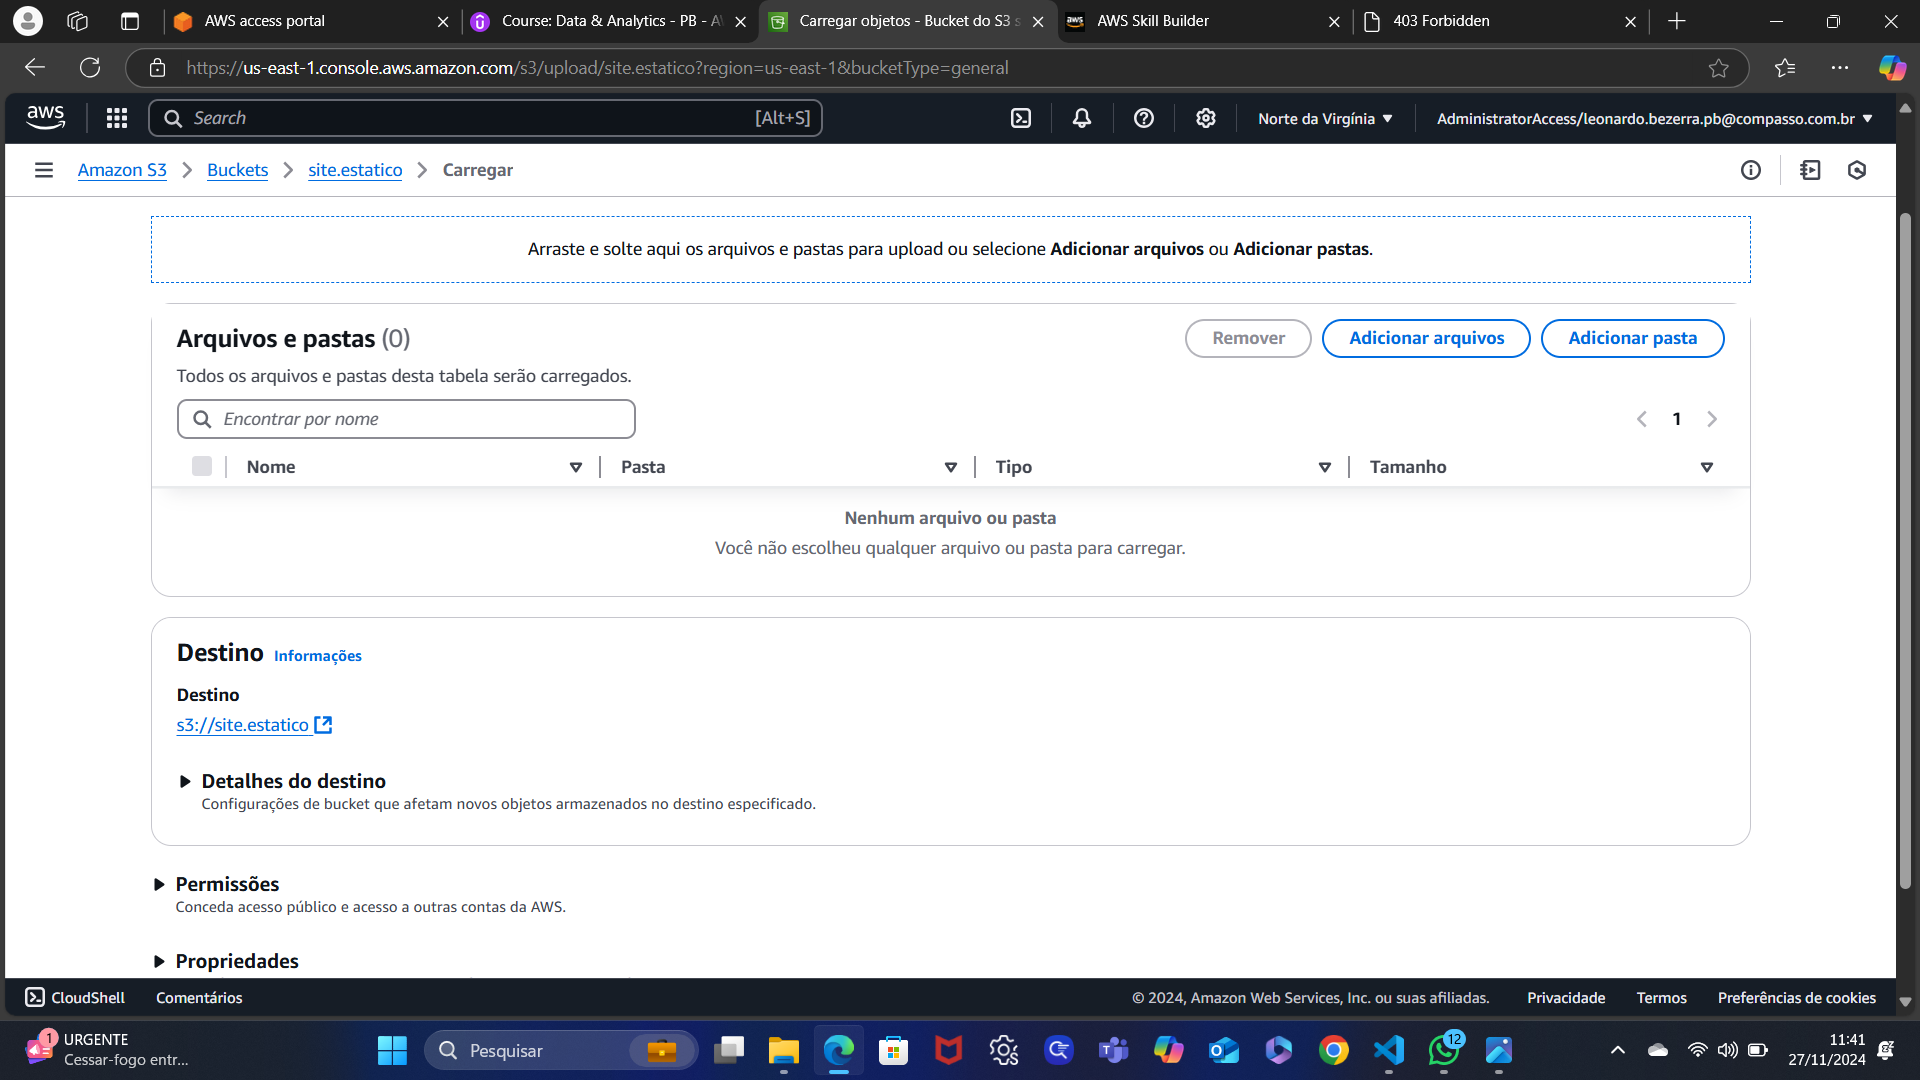 AWS access portal
Course: Data & Analytics - PB - A
Carregar objetos - Bucket do S3 s
AWS Skill Builder
403 Forbidden
https://us-east-1.console.aws.amazon.com/s3/upload/site.estatico?region=us-east-1&bucketType=general
aws
Search
[Alt+S]
Norte da Virgínia
AdministratorAccess/leonardo.bezerra.pb@compasso.com.br
Amazon S3
Buckets
site.estatico
Carregar
Arraste e solte aqui os arquivos e pastas para upload ou selecione Adicionar arquivos ou Adicionar pastas.
Arquivos e pastas (0)
Remover
Adicionar arquivos
Adicionar pasta
Todos os arquivos e pastas desta tabela serão carregados.
Encontrar por nome
1
Nome
Pasta
Tipo
Tamanho
Nenhum arquivo ou pasta
Você não escolheu qualquer arquivo ou pasta para carregar.
Destino Informações
Destino
s3://site.estatico
Detalhes do destino
Configurações de bucket que afetam novos objetos armazenados no destino especificado.
Permissões
Conceda acesso público e acesso a outras contas da AWS.
Propriedades
CloudShell
Comentários
© 2024, Amazon Web Services, Inc. ou suas afiliadas.
Privacidade
Termos
Preferências de cookies
1
URGENTE
Cessar-fogo entr...
Pesquisar
12
11:41
27/11/2024